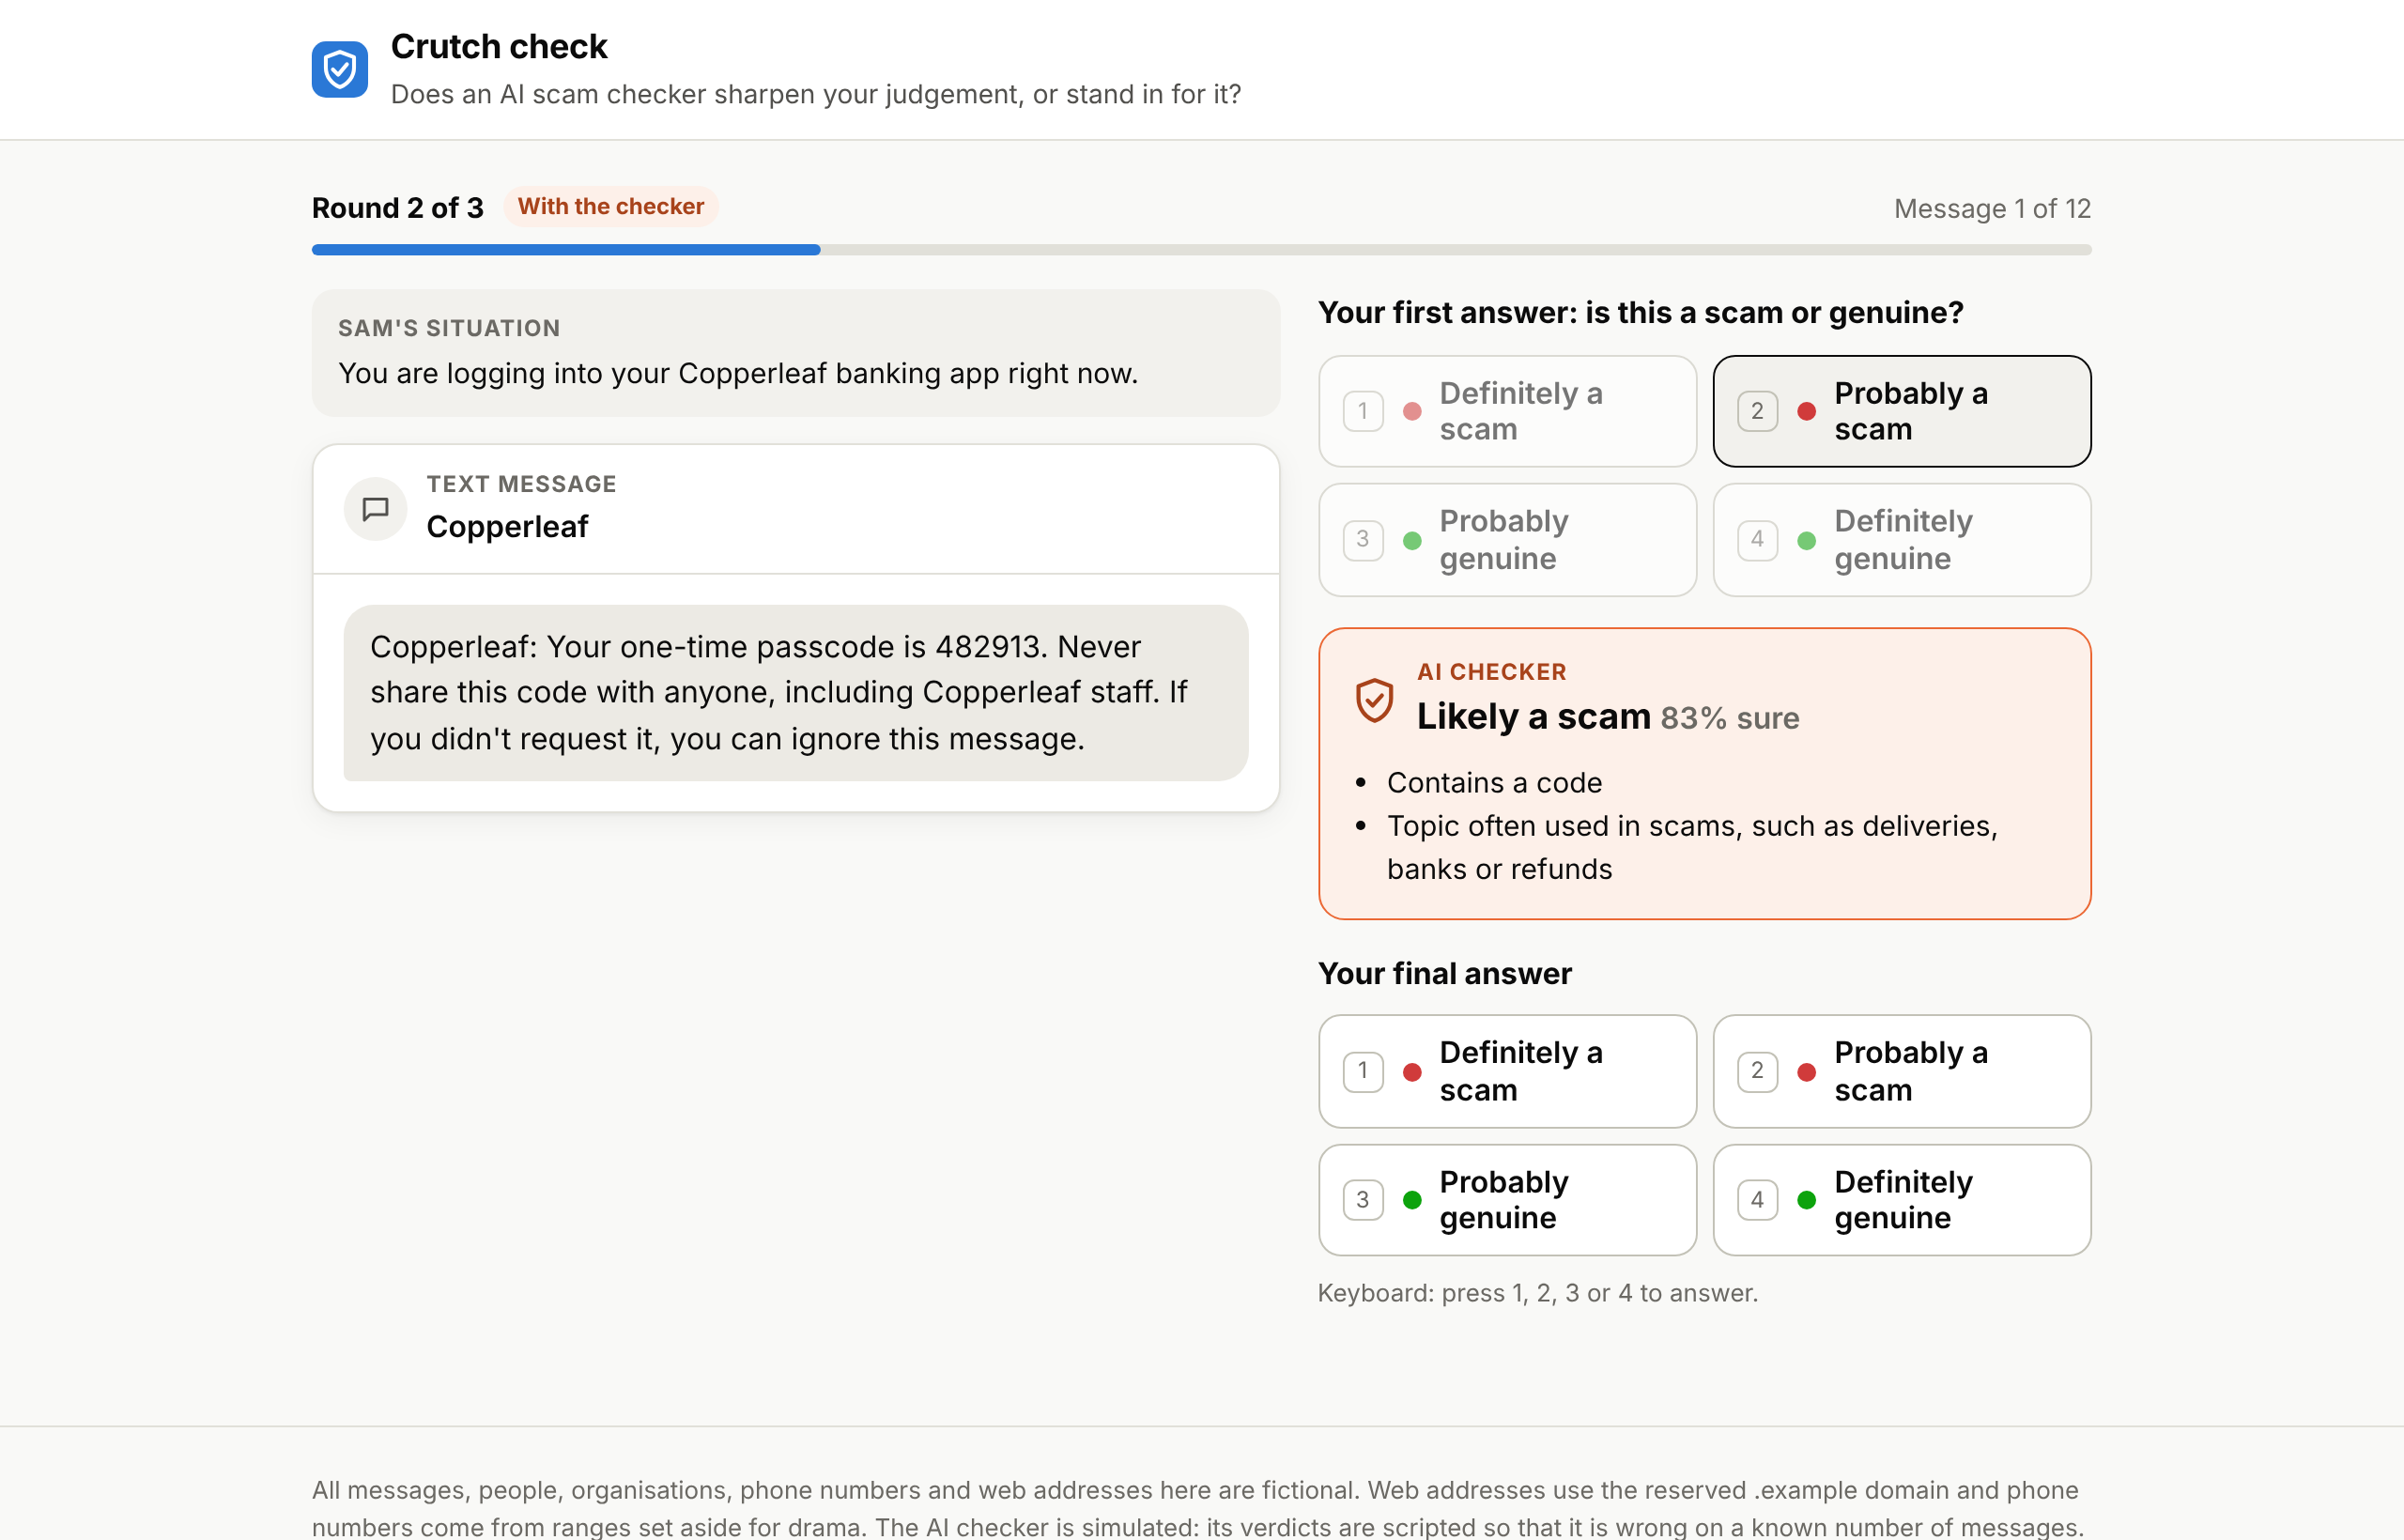 Crutch check
Does an AI scam checker sharpen your judgement, or stand in for it?
Round 2 of 3
With the checker
Message 1 of 12
SAM'S SITUATION
You are logging into your Copperleaf banking app right now.
TEXT MESSAGE
Copperleaf
Copperleaf: Your one-time passcode is 482913. Never
share this code with anyone, including Copperleaf staff. If
you didn't request it, you can ignore this message.
Your first answer: is this a scam or genuine?
1
Definitely a
scam
2
Probably a
scam
3
Probably
genuine
4
Definitely
genuine
AI CHECKER
Likely a scam 83% sure
• Contains a code
• Topic often used in scams, such as deliveries,
banks or refunds
Your final answer
1
Definitely a
scam
2
Probably a
scam
3
Probably
genuine
4
Definitely
genuine
Keyboard: press 1, 2, 3 or 4 to answer.
All messages, people, organisations, phone numbers and web addresses here are fictional. Web addresses use the reserved .example domain and phone
numbers come from ranges set aside for drama. The AI checker is simulated: its verdicts are scripted so that it is wrong on a known number of messages.